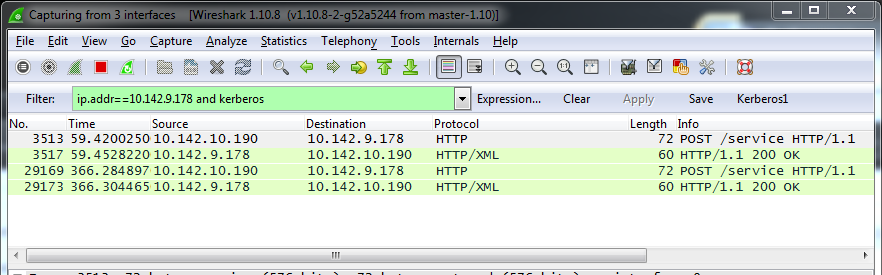 Capturing from 3 interfaces [Wireshark 1.10.8 (v1.10.8-2-g52a5244 from master-1.10)]
File Edit View Go Capture Analyze Statistics Telephony Tools Internals Help
Filter: ip.addr==10.142.9.178 and kerberos Expression... Clear Apply Save Kerberos1
No. Time Source Destination Protocol Length Info
3513 59.4200250 10.142.10.190 10.142.9.178 HTTP 72 POST /service HTTP/1.1
3517 59.4528220 10.142.9.178 10.142.10.190 HTTP/XML 60 HTTP/1.1 200 OK
29169 366.284897 10.142.10.190 10.142.9.178 HTTP 72 POST /service HTTP/1.1
29173 366.304465 10.142.9.178 10.142.10.190 HTTP/XML 60 HTTP/1.1 200 OK